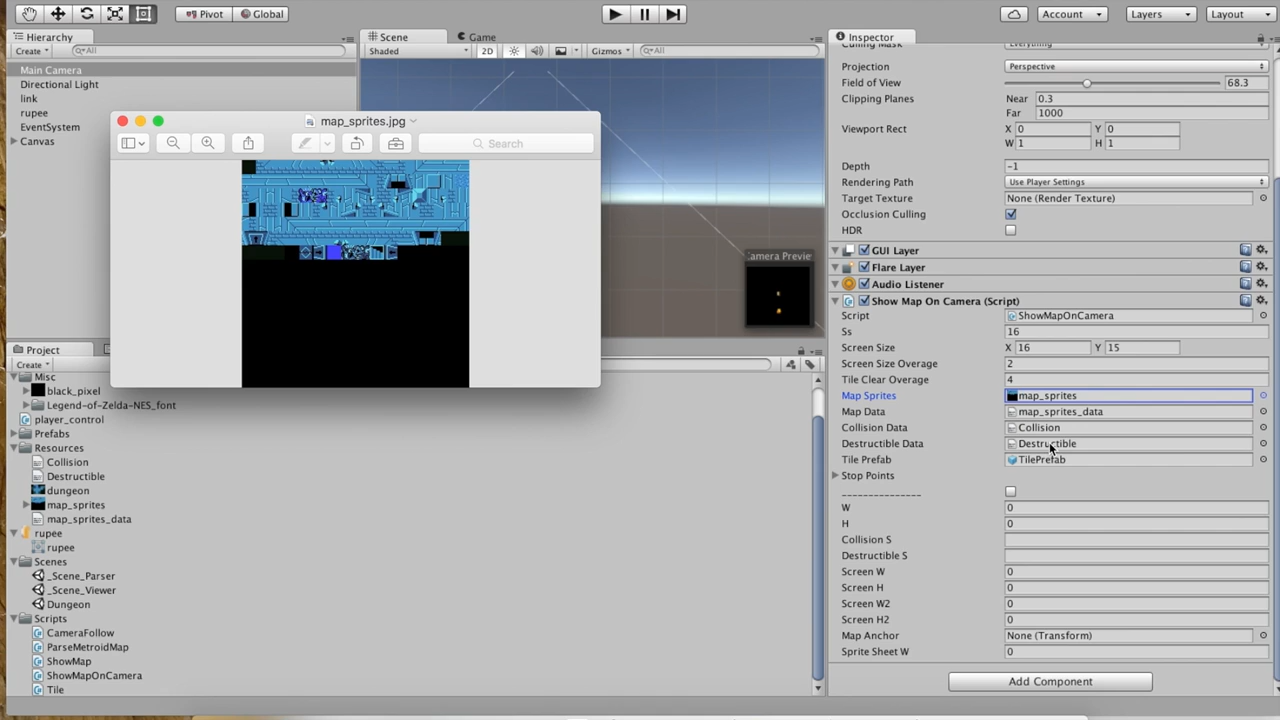 Pivot Global Account Layers Layout
Hierarchy
Create All
Main Camera
Directional Light
link
rupee
EventSystem
Canvas
Scene Game
Shaded 2D Gizmos All
map_sprites.jpg
Search
Camera Previe
Project
Create
Misc
black_pixel
Legend-of-Zelda-NES_font
player_control
Prefabs
Resources
Collision
Destructible
dungeon
map_sprites
map_sprites_data
rupee
rupee
Scenes
_Scene_Parser
_Scene_Viewer
Dungeon
Scripts
CameraFollow
ParseMetroidMap
ShowMap
ShowMapOnCamera
Tile
Inspector
Culling Mask Everything
Projection Perspective
Field of View 68.3
Clipping Planes Near 0.3
Far 1000
Viewport Rect X 0 Y 0
W 1 H 1
Depth -1
Rendering Path Use Player Settings
Target Texture None (Render Texture)
Occlusion Culling
HDR
GUI Layer
Flare Layer
Audio Listener
Show Map On Camera (Script)
Script ShowMapOnCamera
Ss 16
Screen Size X 16 Y 15
Screen Size Overage 2
Tile Clear Overage 4
Map Sprites map_sprites
Map Data map_sprites_data
Collision Data Collision
Destructible Data Destructible
Tile Prefab TilePrefab
Stop Points
---------------
W 0
H 0
Collision S
Destructible S
Screen W 0
Screen H 0
Screen W2 0
Screen H2 0
Map Anchor None (Transform)
Sprite Sheet W 0
Add Component